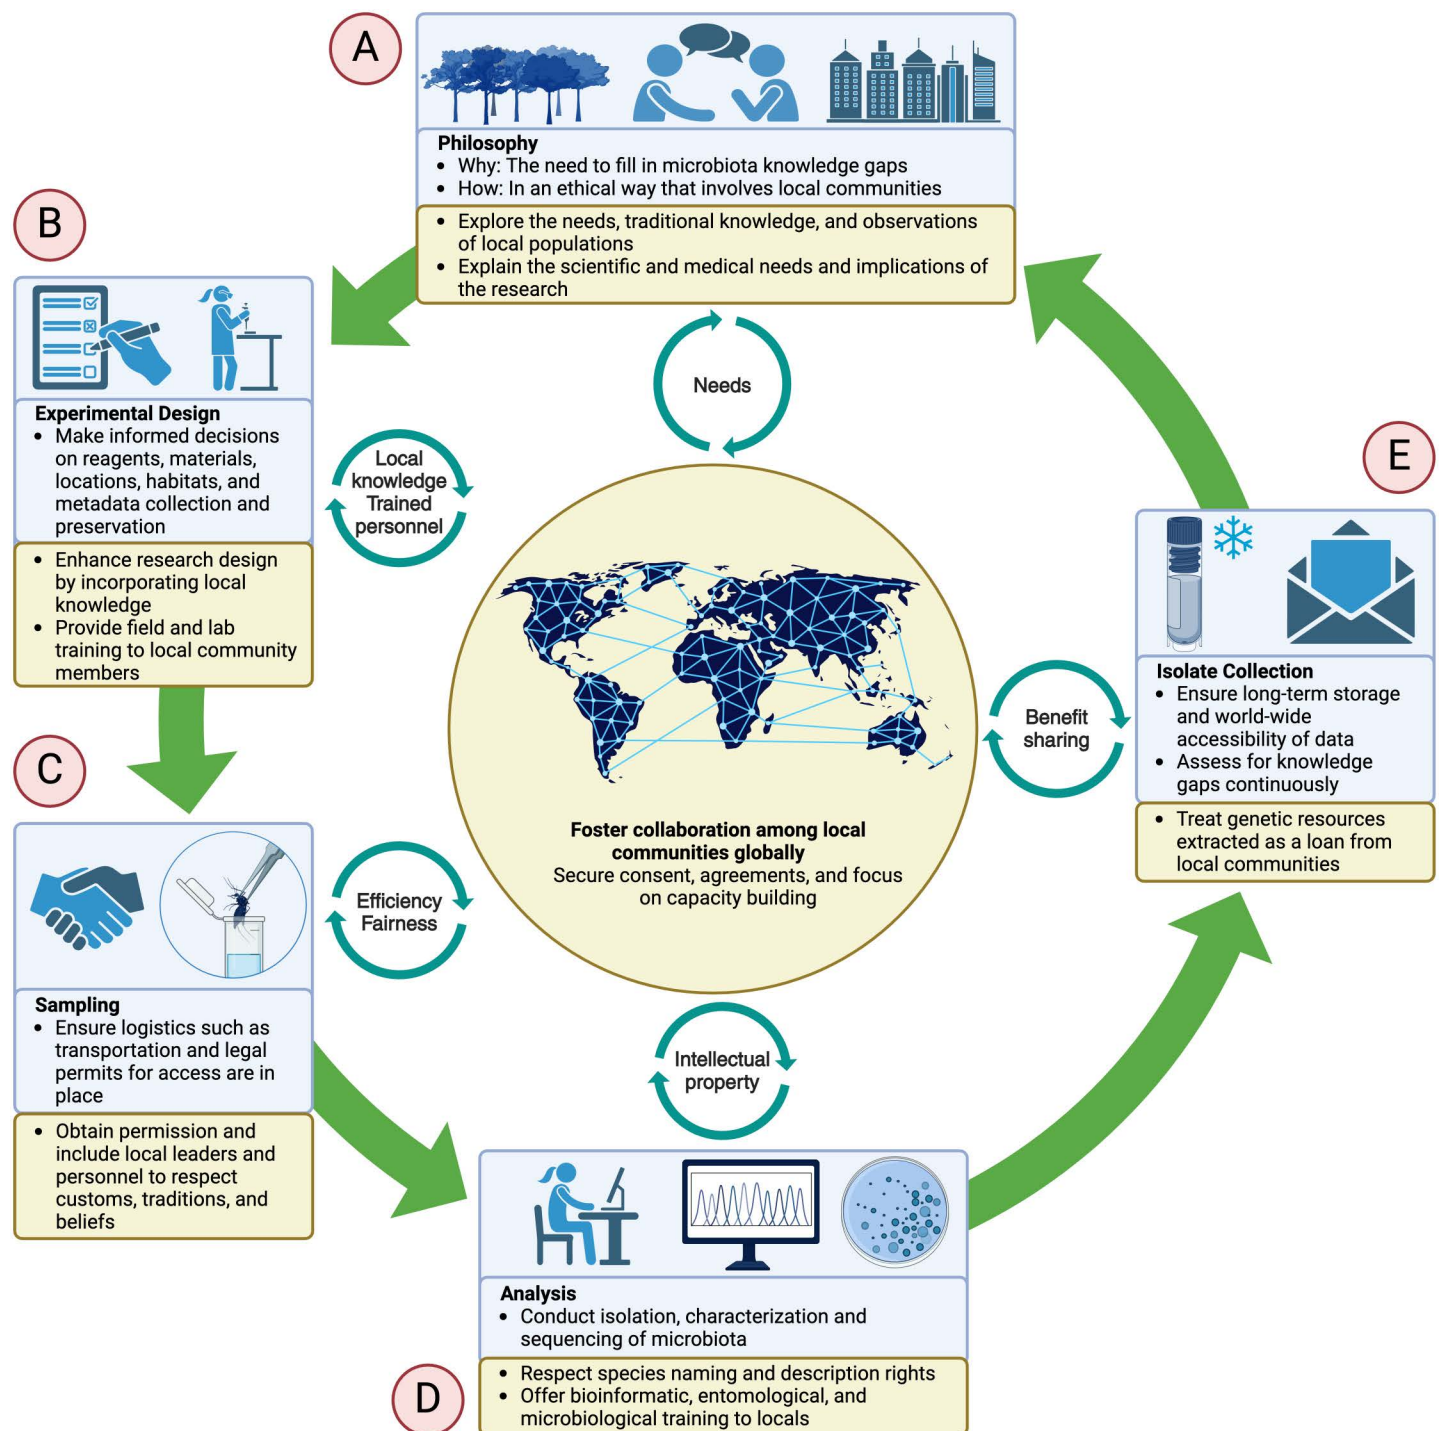 A
Philosophy
• Why: The need to fill in microbiota knowledge gaps
• How: In an ethical way that involves local communities
• Explore the needs, traditional knowledge, and observations
of local populations
• Explain the scientific and medical needs and implications of
the research
B
Experimental Design
• Make informed decisions
on reagents, materials,
locations, habitats, and
metadata collection and
preservation
• Enhance research design
by incorporating local
knowledge
• Provide field and lab
training to local community
members
C
Sampling
• Ensure logistics such as
transportation and legal
permits for access are in
place
• Obtain permission and
include local leaders and
personnel to respect
customs, traditions, and
beliefs
D
Analysis
• Conduct isolation, characterization and
sequencing of microbiota
• Respect species naming and description rights
• Offer bioinformatic, entomological, and
microbiological training to locals
E
Isolate Collection
• Ensure long-term storage
and world-wide
accessibility of data
• Assess for knowledge
gaps continuously
• Treat genetic resources
extracted as a loan from
local communities
Needs
Local
knowledge
Trained
personnel
Efficiency
Fairness
Intellectual
property
Benefit
sharing
Foster collaboration among local
communities globally
Secure consent, agreements, and focus
on capacity building